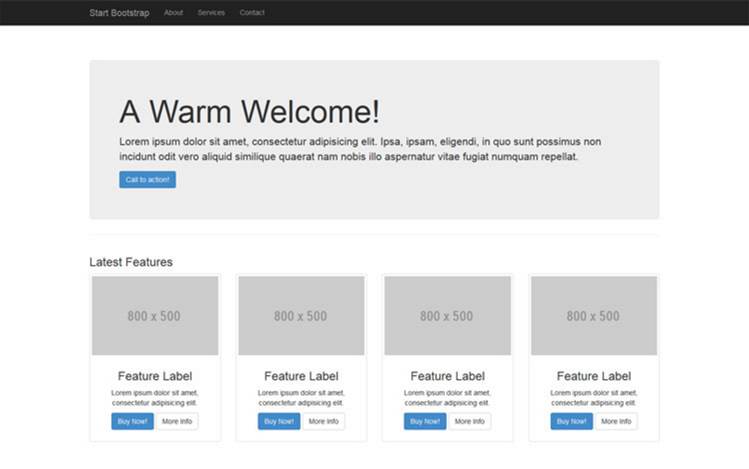 Start Bootstrap About Services Contact
A Warm Welcome!
Lorem ipsum dolor sit amet, consectetur adipisicing elit. Ipsa, ipsam, eligendi, in quo sunt possimus non
incidunt odit vero aliquid similique quaerat nam nobis illo aspernatur vitae fugiat numquam repellat.
Call to action!
Latest Features
800 x 500
Feature Label
Lorem ipsum dolor sit amet,
consectetur adipisicing elit.
Buy Now! More Info
800 x 500
Feature Label
Lorem ipsum dolor sit amet,
consectetur adipisicing elit.
Buy Now! More Info
800 x 500
Feature Label
Lorem ipsum dolor sit amet,
consectetur adipisicing elit.
Buy Now! More Info
800 x 500
Feature Label
Lorem ipsum dolor sit amet,
consectetur adipisicing elit.
Buy Now! More Info